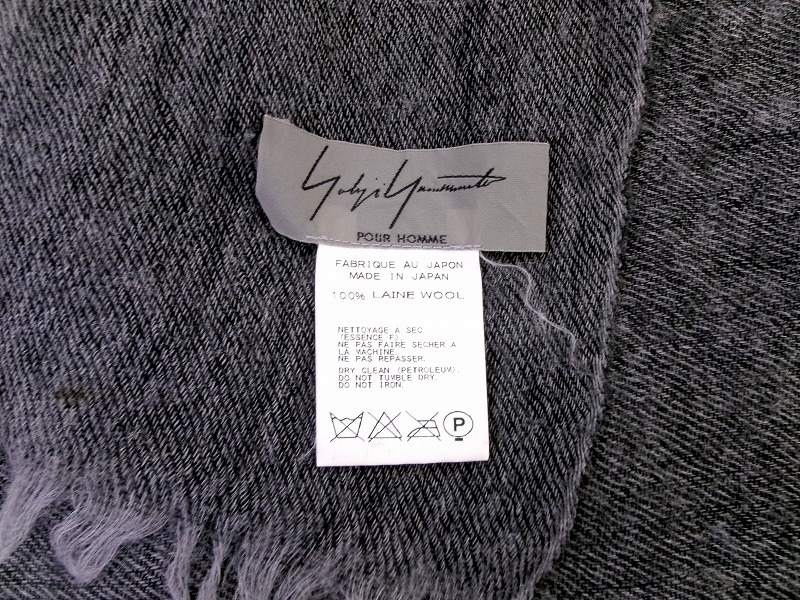 Yohji Yamamoto
POUR HOMME
FABRIQUE AU JAPON
MADE IN JAPAN
100% LAINE WOOL
NETTOYAGE A SEC
(ESSENCE F).
NE PAS FAIRE SECHER A
LA MACHINE.
NE PAS REPASSER.
DRY CLEAN (PETROLEUM).
DO NOT TUMBLE DRY.
DO NOT IRON.
P